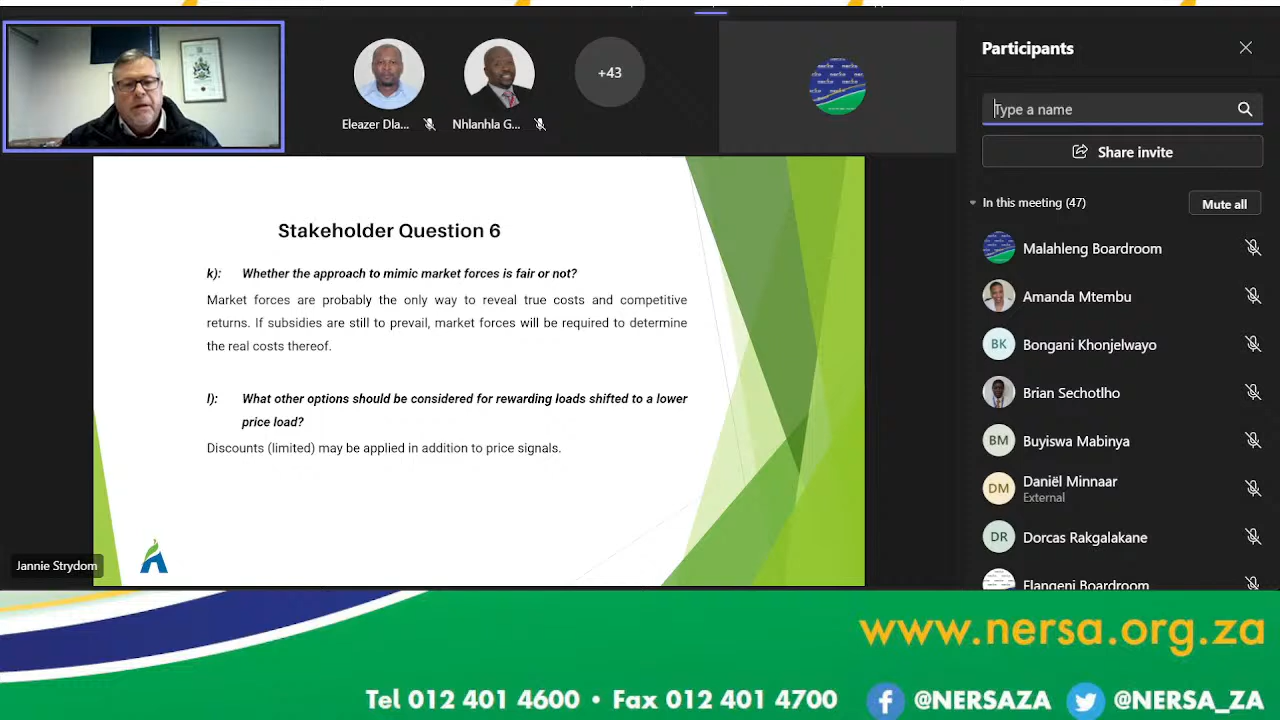 Eleazer Dla...
Nhlanhla G...
+43
Stakeholder Question 6
k): Whether the approach to mimic market forces is fair or not?
Market forces are probably the only way to reveal true costs and competitive
returns. If subsidies are still to prevail, market forces will be required to determine
the real costs thereof.
l): What other options should be considered for rewarding loads shifted to a lower
price load?
Discounts (limited) may be applied in addition to price signals.
Jannie Strydom
Participants
Type a name
Share invite
In this meeting (47)
Mute all
Malahleng Boardroom
Amanda Mtembu
BK Bongani Khonjelwayo
Brian Sechotlho
BM Buyiswa Mabinya
DM Daniël Minnaar
External
DR Dorcas Rakgalakane
Elangeni Boardroom
www.nersa.org.za
Tel 012 401 4600 • Fax 012 401 4700 @NERSAZA @NERSA_ZA